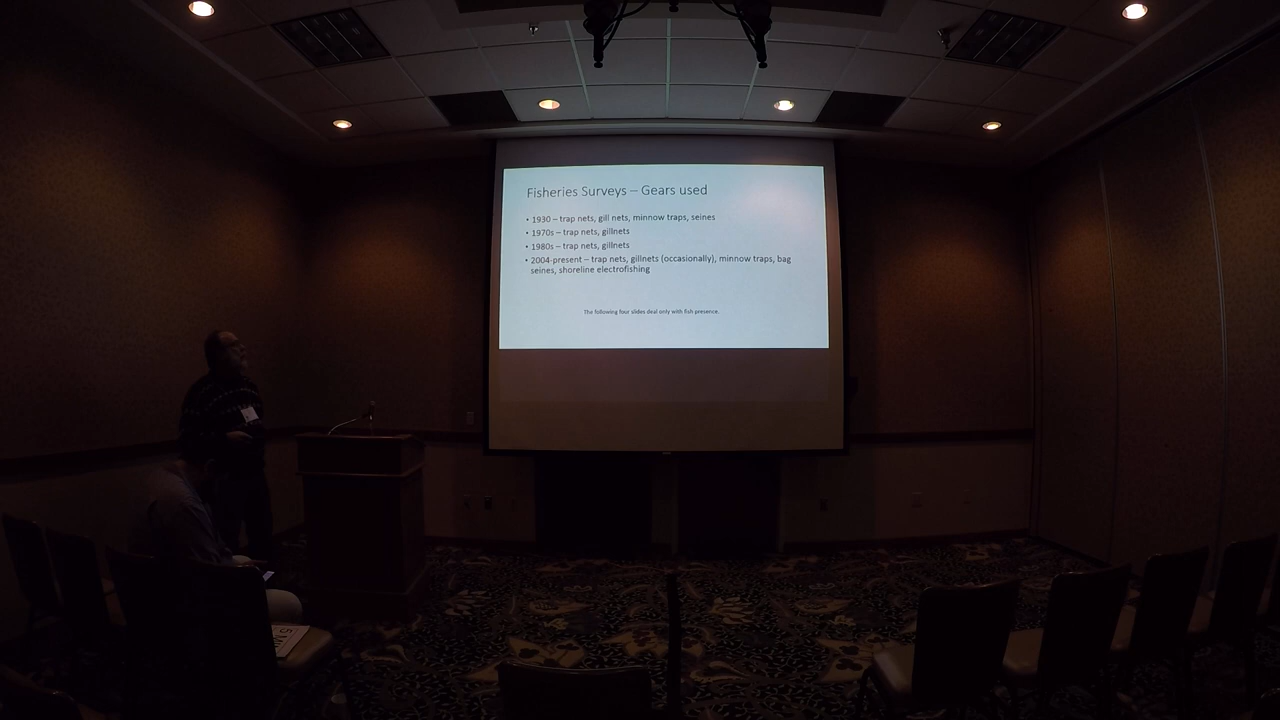 Fisheries Surveys – Gears used
• 1930 – trap nets, gill nets, minnow traps, seines
• 1970s – trap nets, gillnets
• 1980s – trap nets, gillnets
• 2004-present – trap nets, gillnets (occasionally), minnow traps, bag
seines, shoreline electrofishing
The following four slides deal only with fish presence.